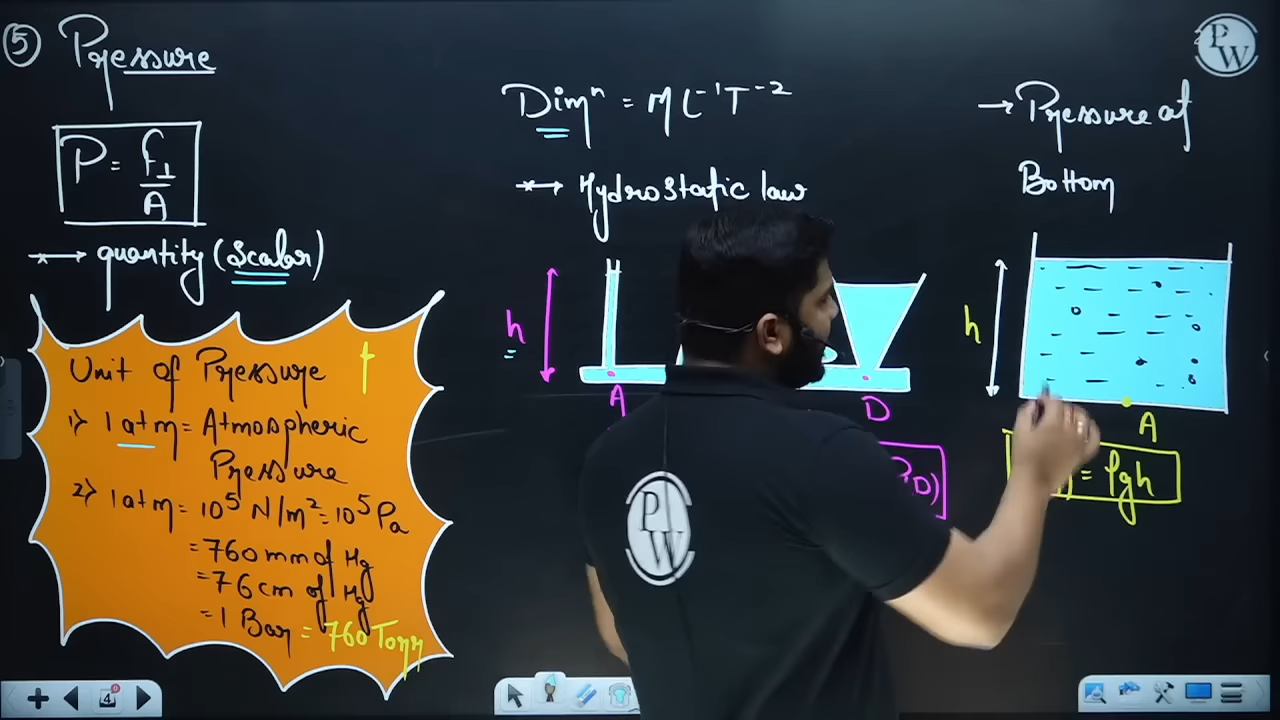 5 Pressure
P = F⊥/A
* → quantity (Scalar)
Unit of Pressure
1> 1 atm = Atmospheric
Pressure
2> 1 atm = 10⁵ N/m² = 10⁵ Pa
= 760 mm of Hg
= 76 cm of Hg
= 1 Bar = 760 Torr
Dimⁿ = ML⁻¹T⁻²
* → Hydrostatic law
h
A
D
D)
→ Pressure at
Bottom
h
A
= ρgh
PW
PW
4